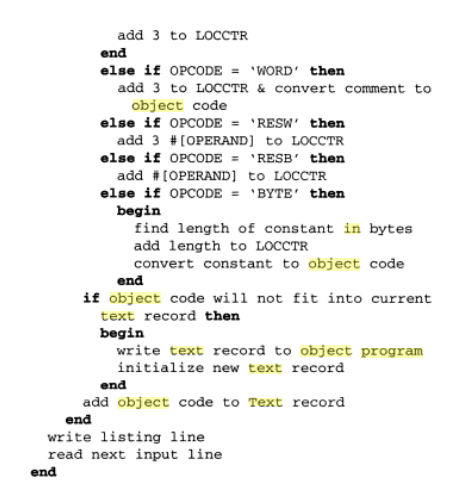 add 3 to LOCCTR
end
else if OPCODE = 'WORD' then
add 3 to LOCCTR & convert comment to
object code
else if OPCODE = 'RESW' then
add 3 #[OPERAND] to LOCCTR
else if OPCODE = 'RESB' then
add #[OPERAND] to LOCCTR
else if OPCODE = 'BYTE' then
begin
find length of constant in bytes
add length to LOCCTR
convert constant to object code
end
if object code will not fit into current
text record then
begin
write text record to object program
initialize new text record
end
add object code to Text record
end
write listing line
read next input line
end